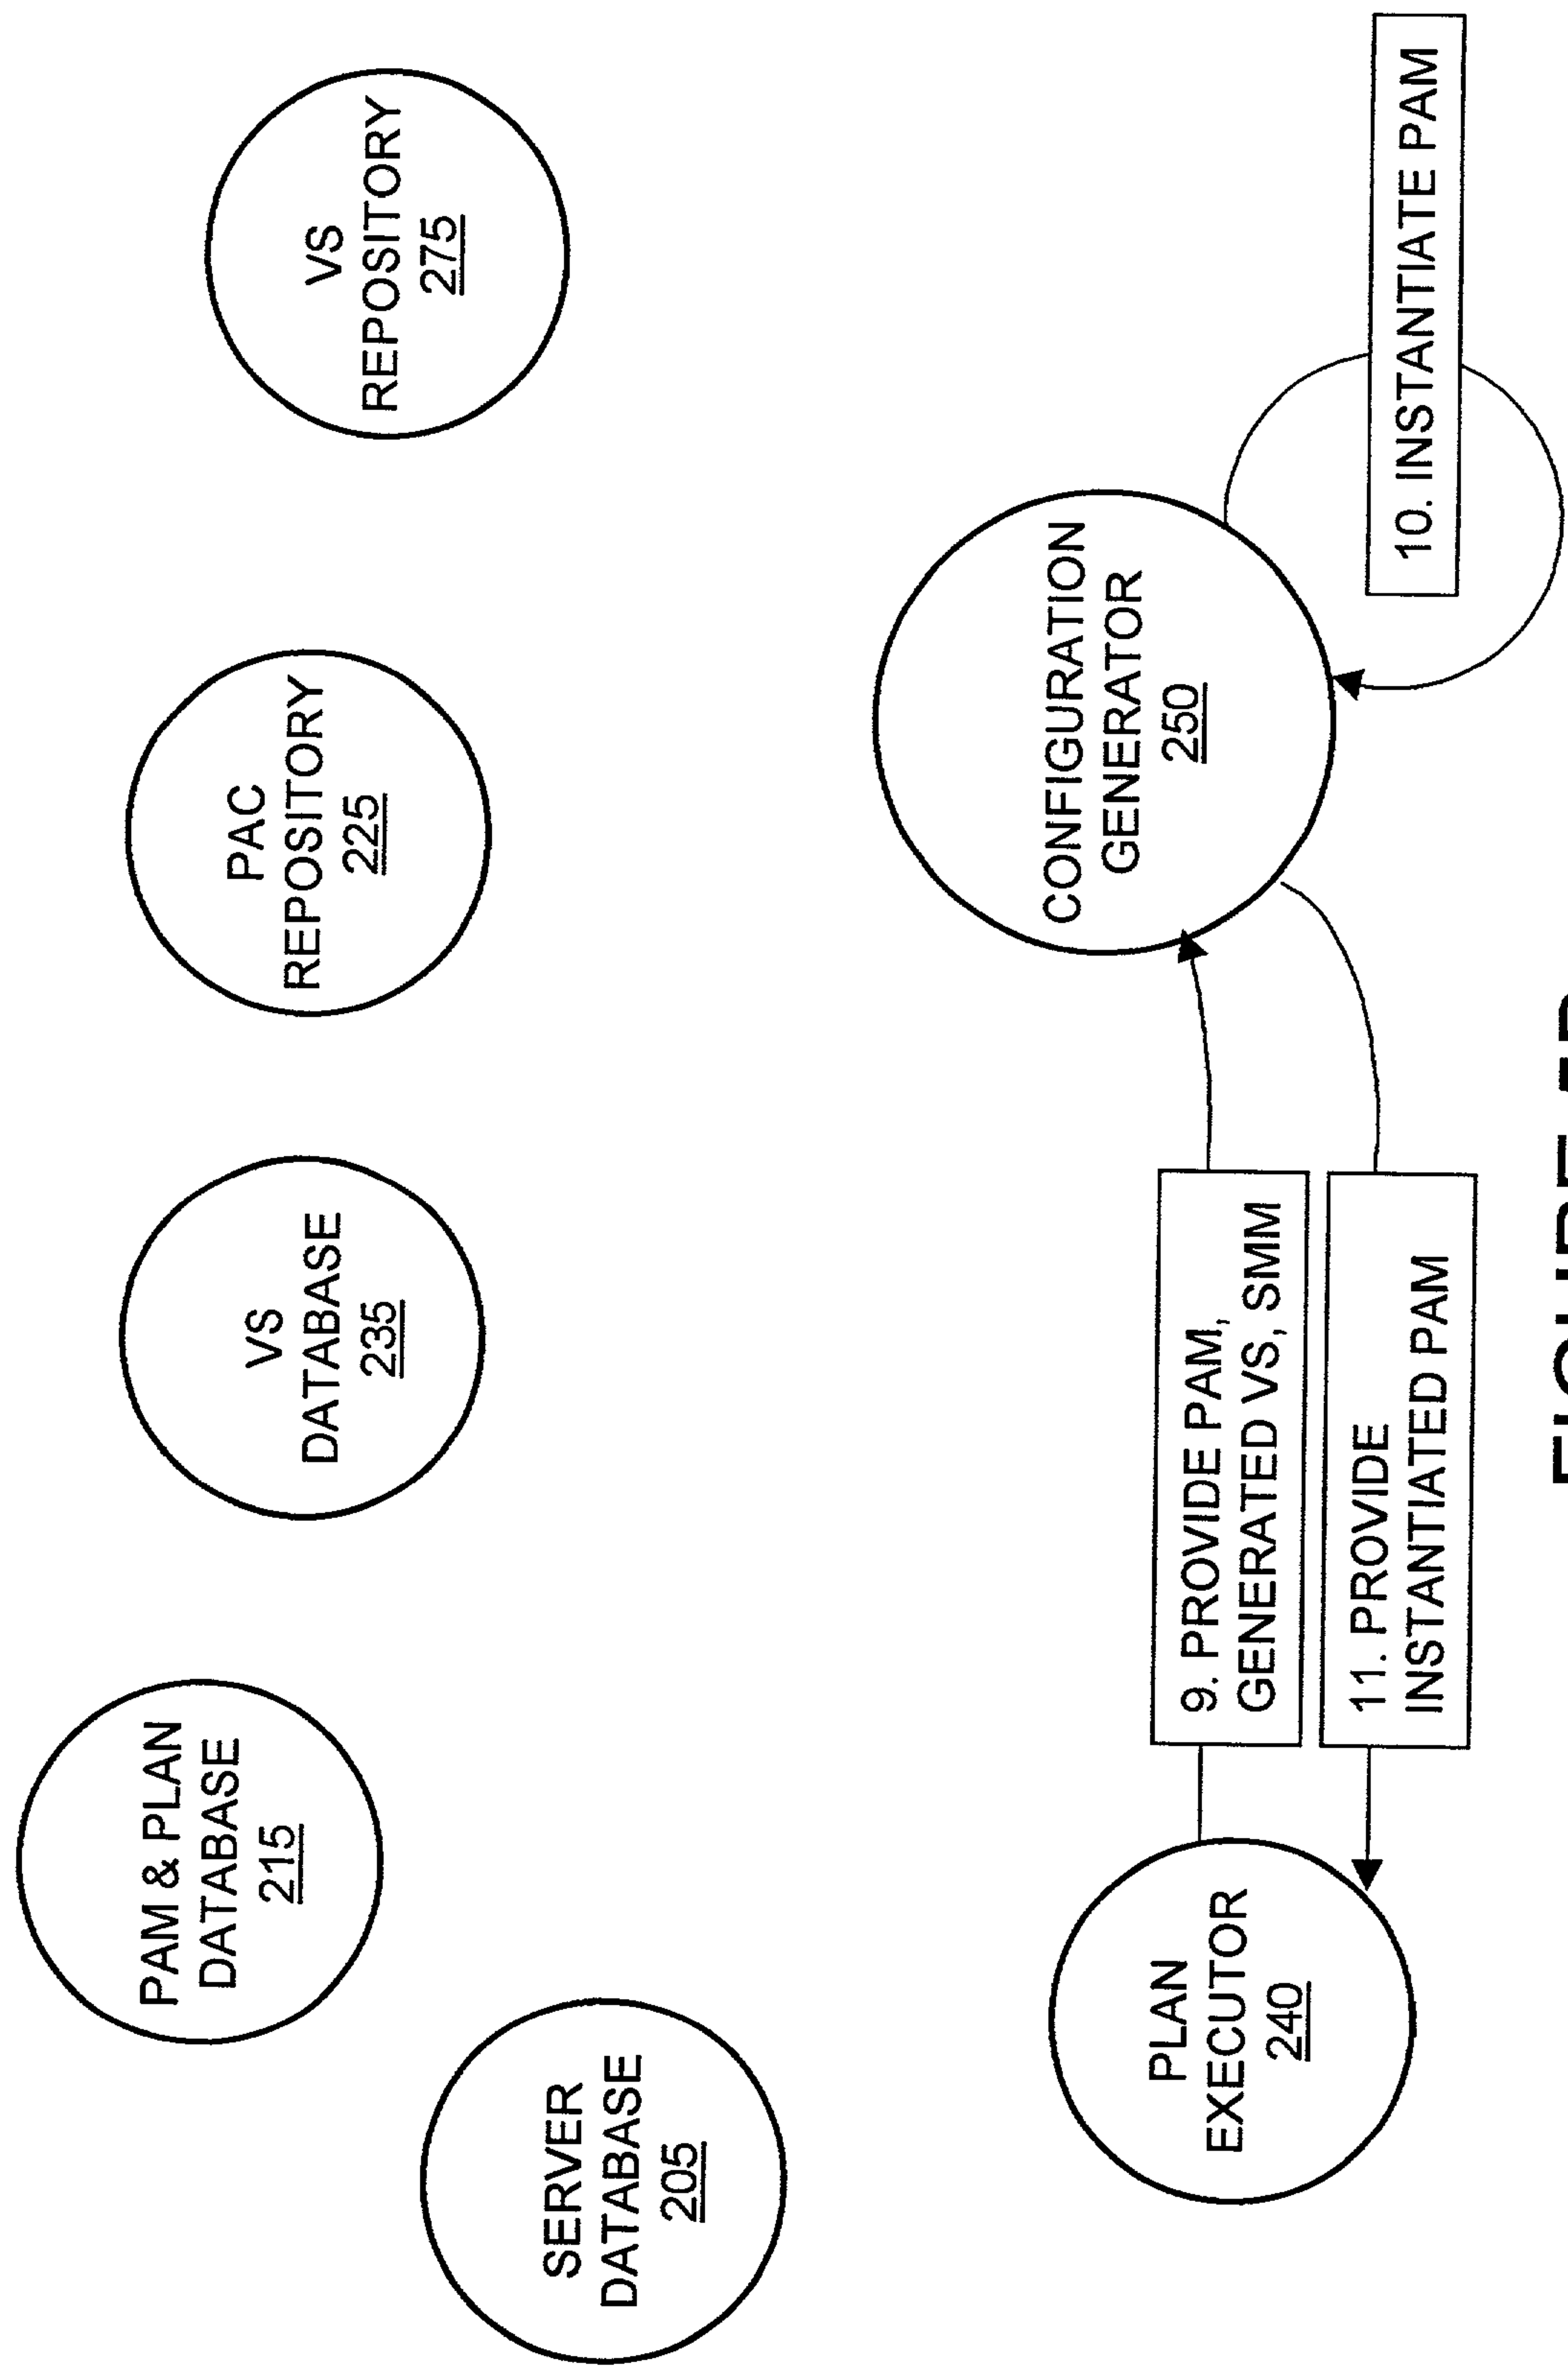 SERVER
DATABASE
205
PAM & PLAN
DATABASE
215
VS
DATABASE
235
PAC
REPOSITORY
225
VS
REPOSITORY
275
PLAN
EXECUTOR
240
9. PROVIDE PAM,
GENERATED VS, SMM
11. PROVIDE
INSTANTIATED PAM
CONFIGURATION
GENERATOR
250
10. INSTANTIATE PAM